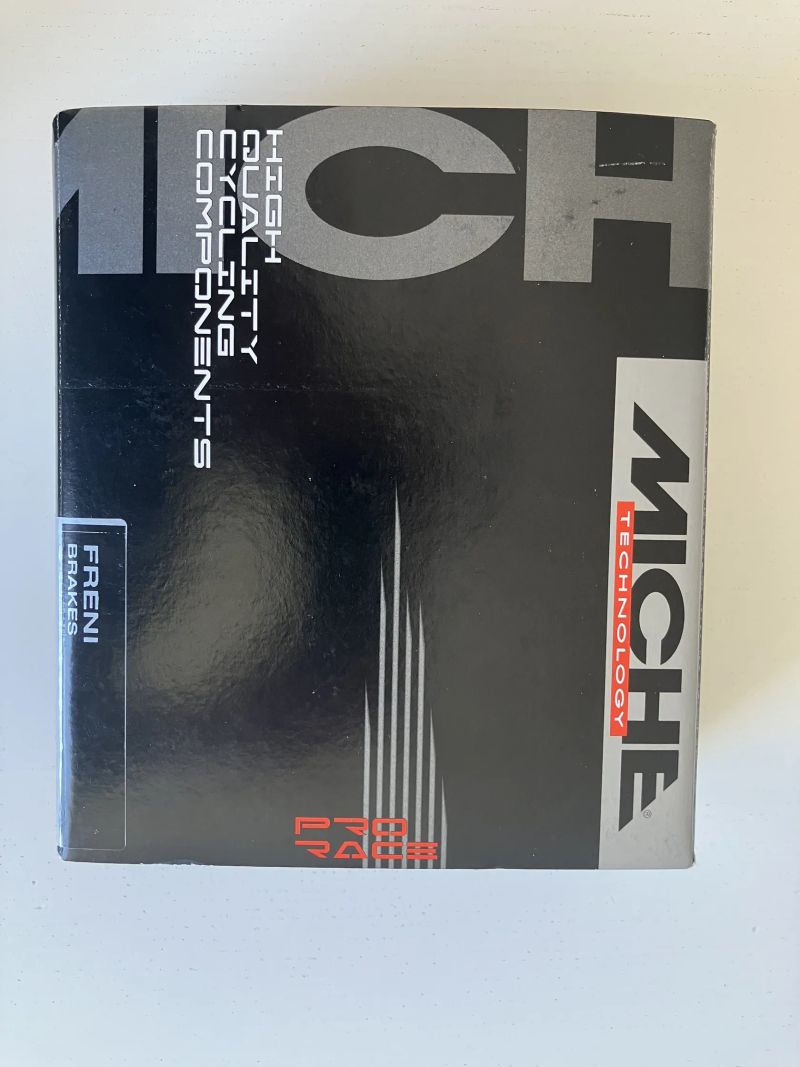 MICH
HIGH
QUALITY
CYCLING
COMPONENTS
MICHE®
TECHNOLOGY
FRENI
BRAKES
PRO
RACE